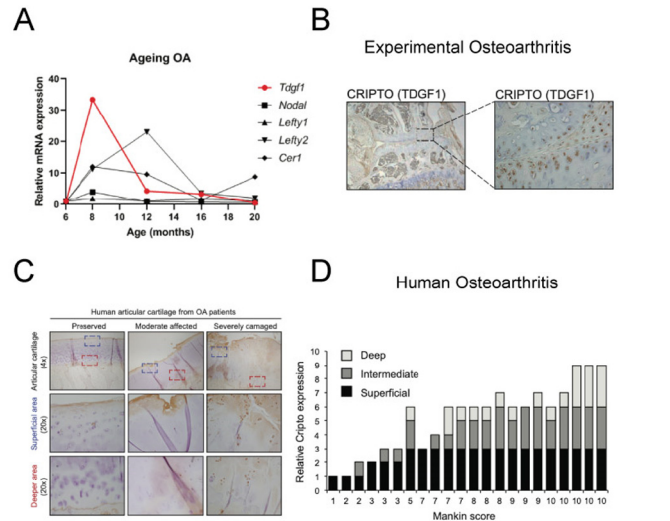 A
Ageing OA
Relative mRNA expression
40
30
20
10
0
6
8
10
12
14
16
18
20
Age (months)
Tdgf1
Nodal
Lefty1
Lefty2
Cer1
B
Experimental Osteoarthritis
CRIPTO (TDGF1)
CRIPTO (TDGF1)
C
Human articular cartilage from OA patients
Preserved
Moderate affected
Severely camaged
Articular cartilage
(4x)
Superficial area
(20x)
Deeper area
(20x)
D
Human Osteoarthritis
Relative Cripto expression
10
9
8
7
6
5
4
3
2
1
0
Deep
Intermediate
Superficial
1 2 2 3 3 3 5 7 7 7 7 8 8 8 8 9 9 10 10 10 10 10
Mankin score